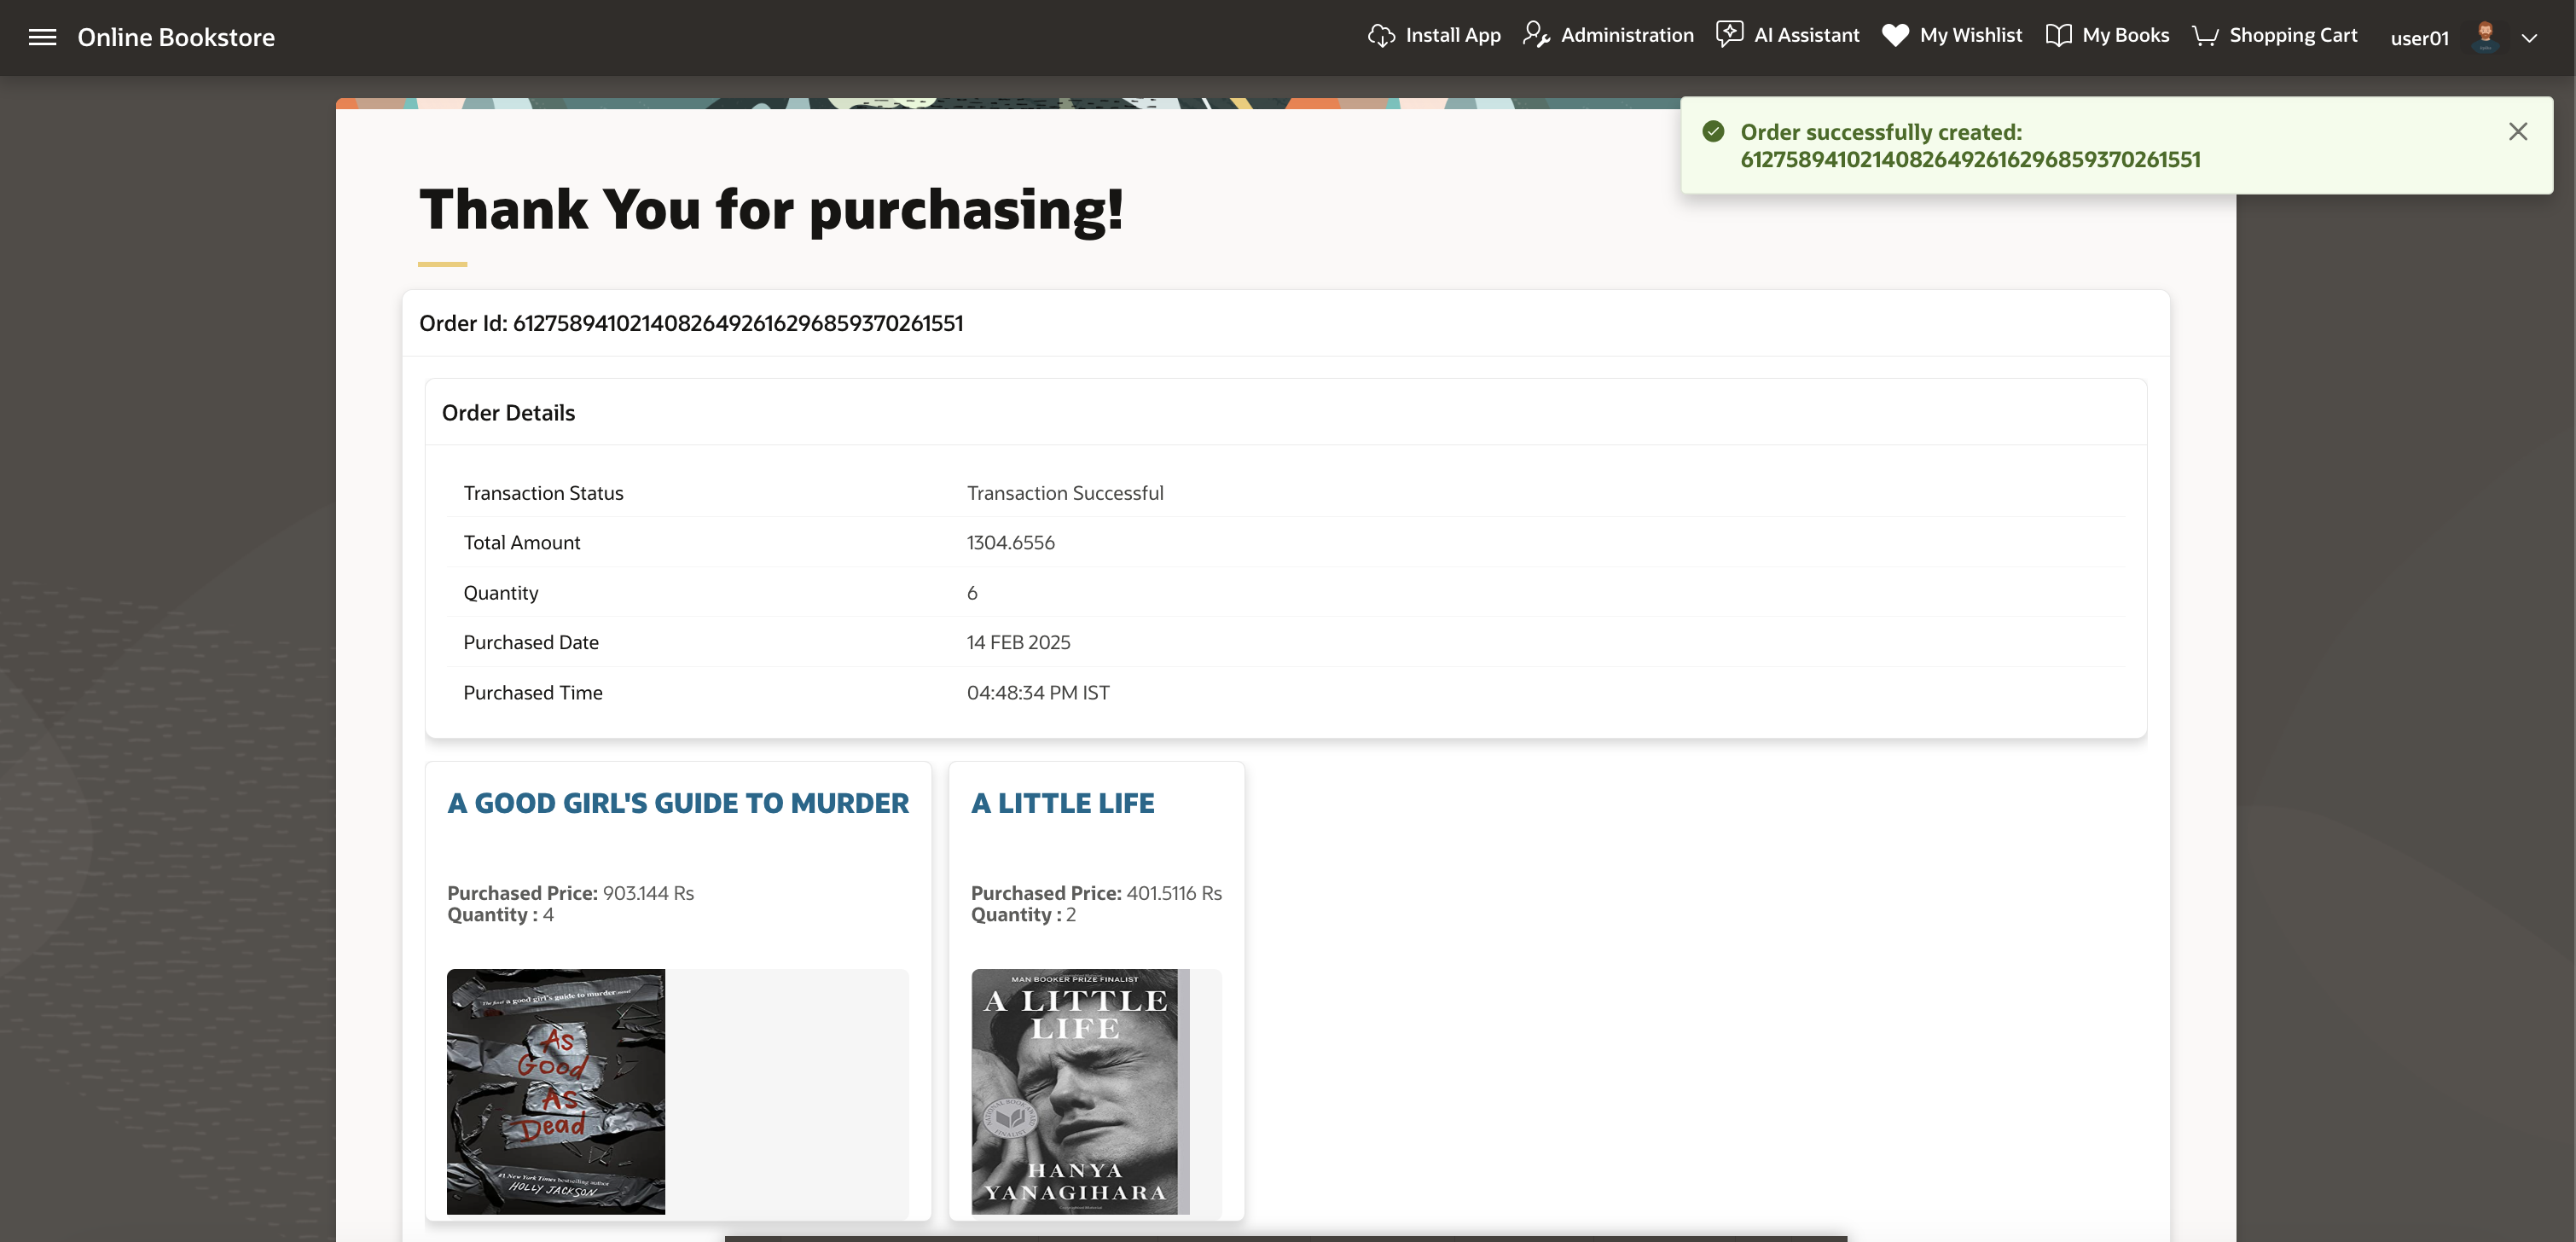 Online Bookstore
Install App
Administration
AI Assistant
My Wishlist
My Books
Shopping Cart
user01
Order successfully created:
61275894102140826492616296859370261551
Thank You for purchasing!
Order Id: 61275894102140826492616296859370261551
Order Details
Transaction Status Transaction Successful
Total Amount 1304.6556
Quantity 6
Purchased Date 14 FEB 2025
Purchased Time 04:48:34 PM IST
A GOOD GIRL'S GUIDE TO MURDER
Purchased Price: 903.144 Rs
Quantity : 4
The final a good girl's guide to murder novel
As
Good
As
Dead
#1 New York Times bestselling author
HOLLY JACKSON
A LITTLE LIFE
Purchased Price: 401.5116 Rs
Quantity : 2
MAN BOOKER PRIZE FINALIST
A LITTLE
LIFE
NATIONAL BOOK AWARD
FINALIST
HANYA
YANAGIHARA